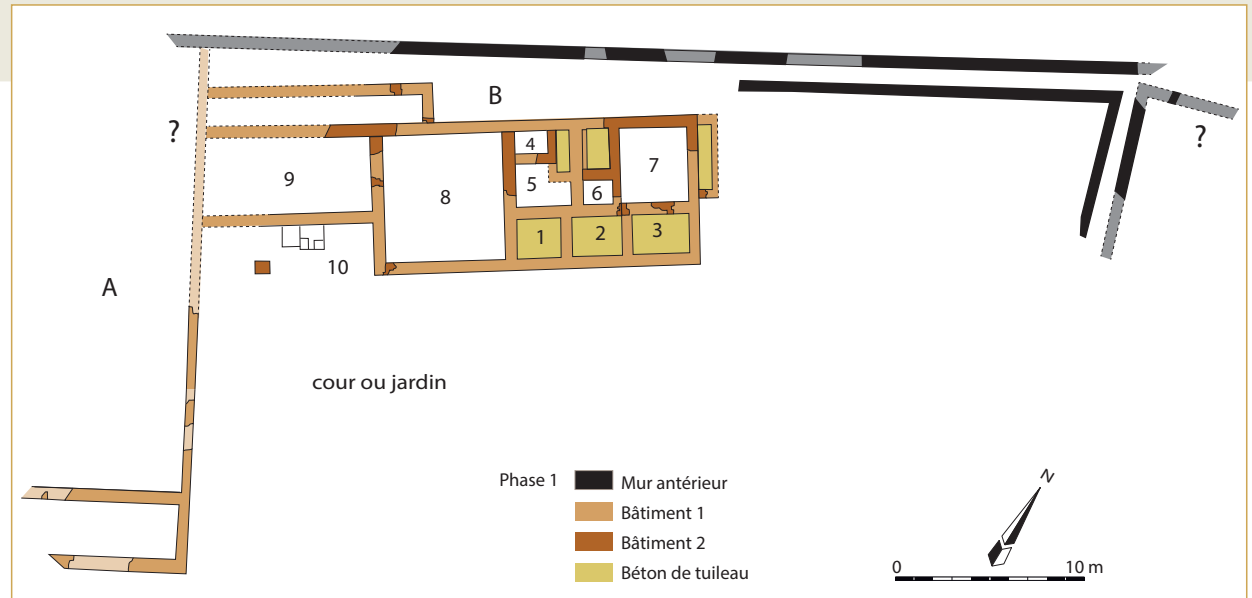 B
?
?
4
7
9
5
6
8
1
2
3
10
A
cour ou jardin
Phase 1
Mur antérieur
Bâtiment 1
Bâtiment 2
Béton de tuileau
N
0
10 m